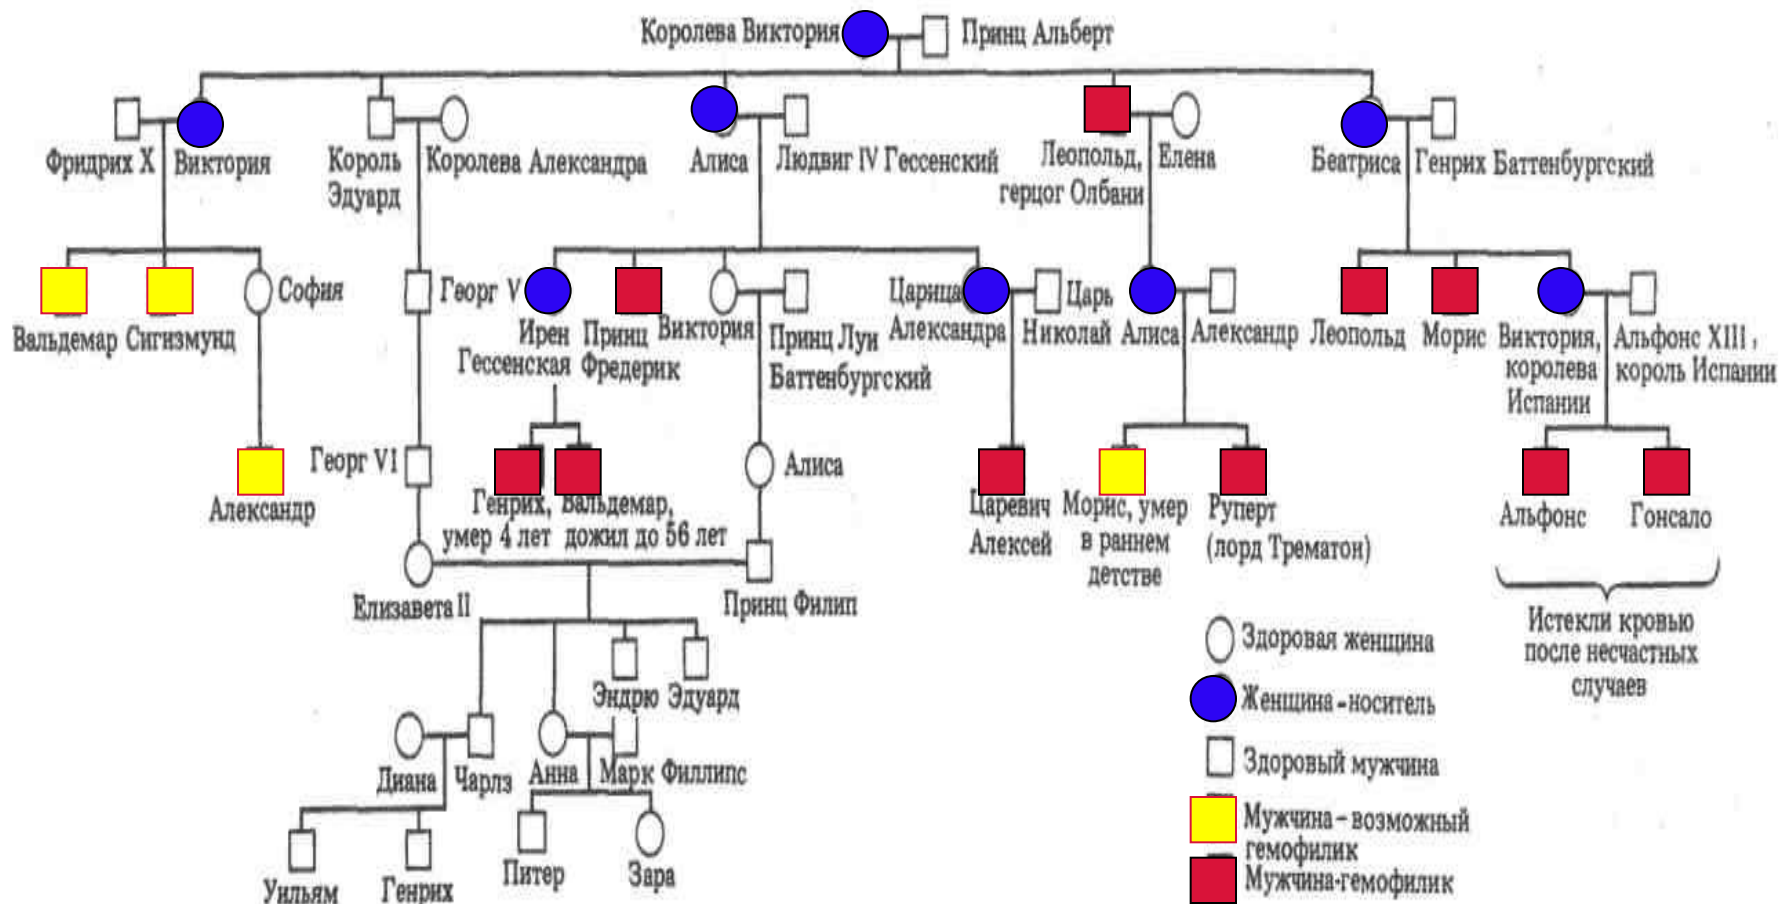 Королева Виктория
Принц Альберт
Фридрих X
Виктория
Король
Эдуард
Королева Александра
Алиса
Людвиг IV Гессенский
Леопольд,
герцог Олбани
Елена
Беатриса
Генрих Баттенбургский
Вальдемар
Сигизмунд
София
Георг V
Ирен
Гессенская
Принц
Фредерик
Виктория
Принц Луи
Баттенбургский
Царица
Александра
Царь
Николай
Алиса
Александр
Леопольд
Морис
Виктория,
королева
Испании
Альфонс XIII,
король Испании
Александр
Георг VI
Генрих,
умер 4 лет
Вальдемар,
дожил до 56 лет
Алиса
Царевич
Алексей
Морис, умер
в раннем
детстве
Руперт
(лорд Трематон)
Альфонс
Гонсало
Истекли кровью
после несчастных
случаев
Елизавета II
Принц Филип
Эндрю
Эдуард
Диана
Чарлз
Анна
Марк Филлипс
Уильям
Генрих
Питер
Зара
Здоровая женщина
Женщина-носитель
Здоровый мужчина
Мужчина-возможный
гемофилик
Мужчина-гемофилик